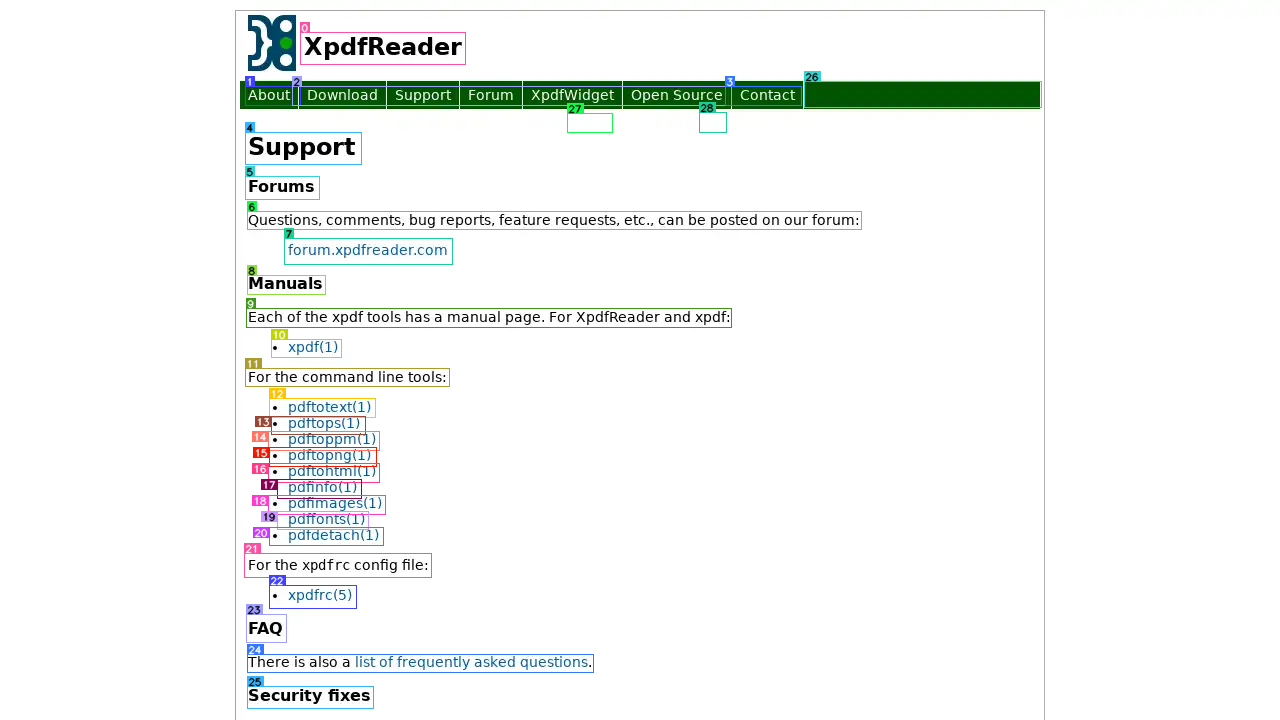 XpdfReader
About Download Support Forum XpdfWidget Open Source Contact
Support
Forums
Questions, comments, bug reports, feature requests, etc., can be posted on our forum:
forum.xpdfreader.com
Manuals
Each of the xpdf tools has a manual page. For XpdfReader and xpdf:
• xpdf(1)
For the command line tools:
• pdftotext(1)
• pdftops(1)
• pdftoppm(1)
• pdftopng(1)
• pdftohtml(1)
• pdfinfo(1)
• pdfimages(1)
• pdffonts(1)
• pdfdetach(1)
For the xpdfrc config file:
• xpdfrc(5)
FAQ
There is also a list of frequently asked questions.
Security fixes
0
1
2
3
26
27
28
4
5
6
7
8
9
10
11
12
13
14
15
16
17
18
19
20
21
22
23
24
25